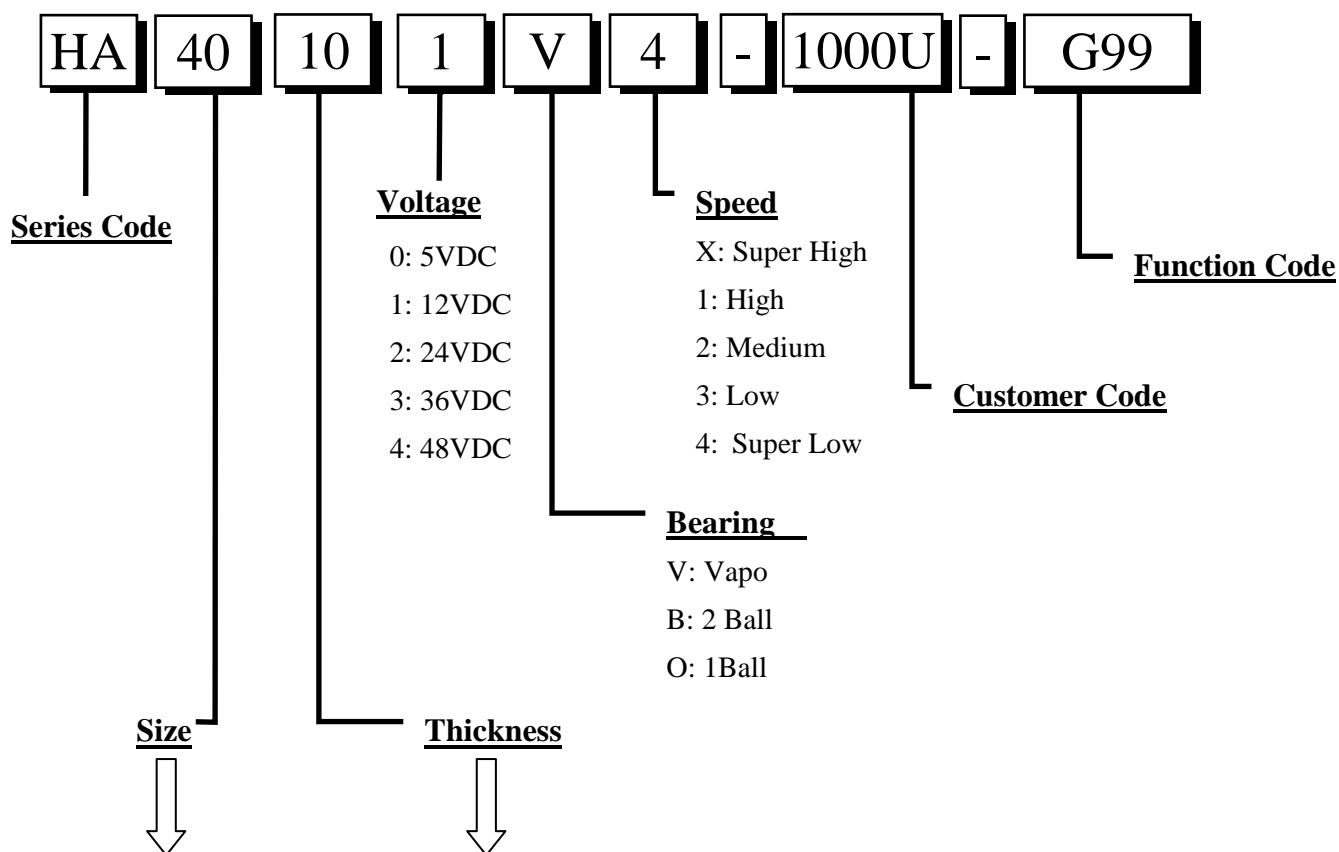 HA 40 10 1 V 4 - 1000U - G99
Series Code
Voltage
0: 5VDC
1: 12VDC
2: 24VDC
3: 36VDC
4: 48VDC
Speed
X: Super High
1: High
2: Medium
3: Low
4: Super Low
Function Code
Customer Code
Bearing
V: Vapo
B: 2 Ball
O: 1Ball
Size
Thickness